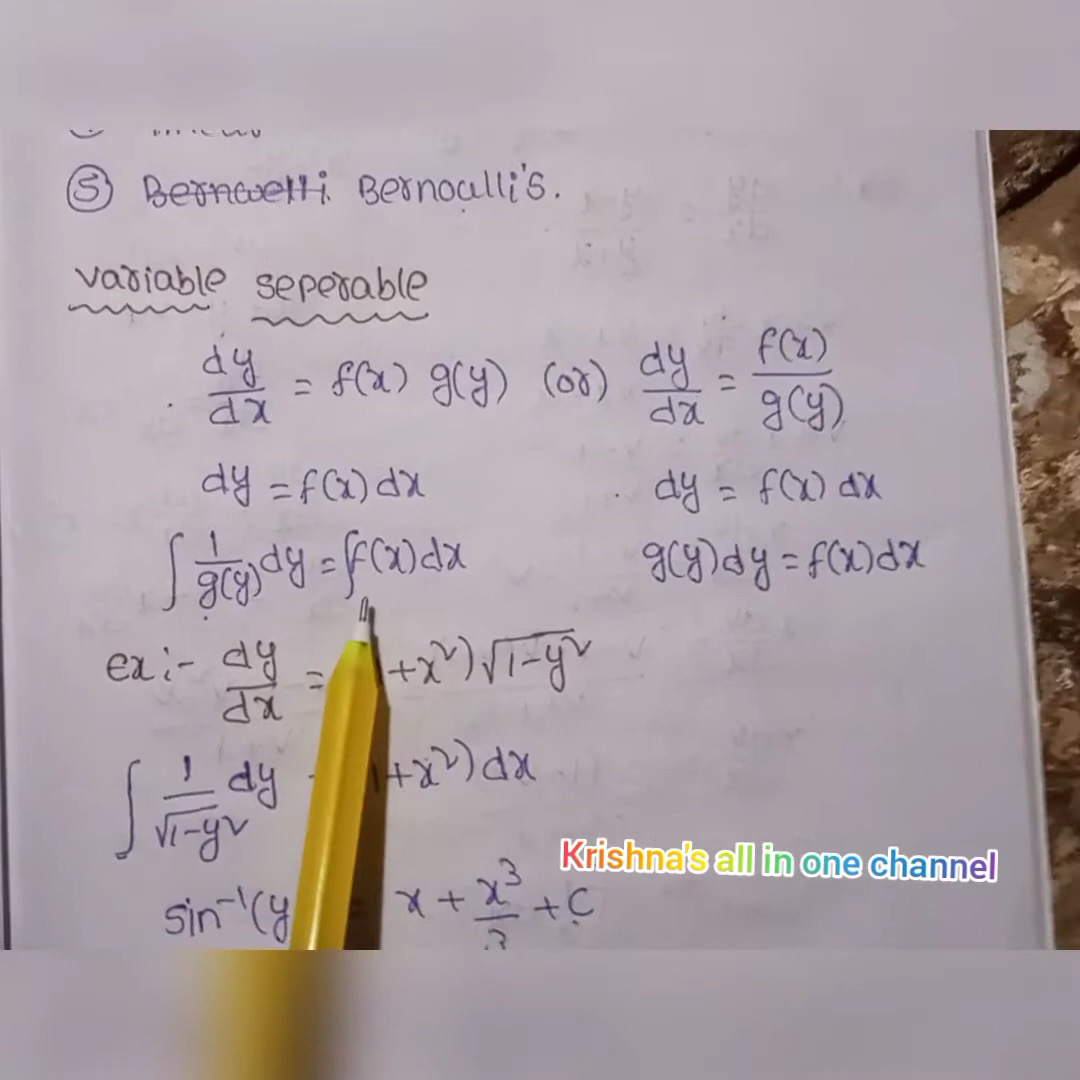 ⑤ Bernoulli's.
variable seperable
dy/dx = f(x) g(y) (or) dy/dx = f(x)/g(y)
dy = f(x) dx dy = f(x) dx
∫ 1/g(y) dy = ∫f(x) dx g(y) dy = f(x) dx
ex:- dy/dx = +x²) √1-y²
∫ 1/√1-y² dy +x²) dx
Krishna's all in one channel
sin⁻¹(y x + x³/3 + C